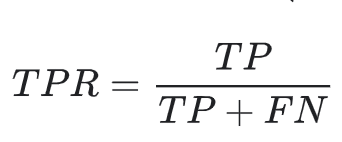 TPR = TP / (TP + FN)